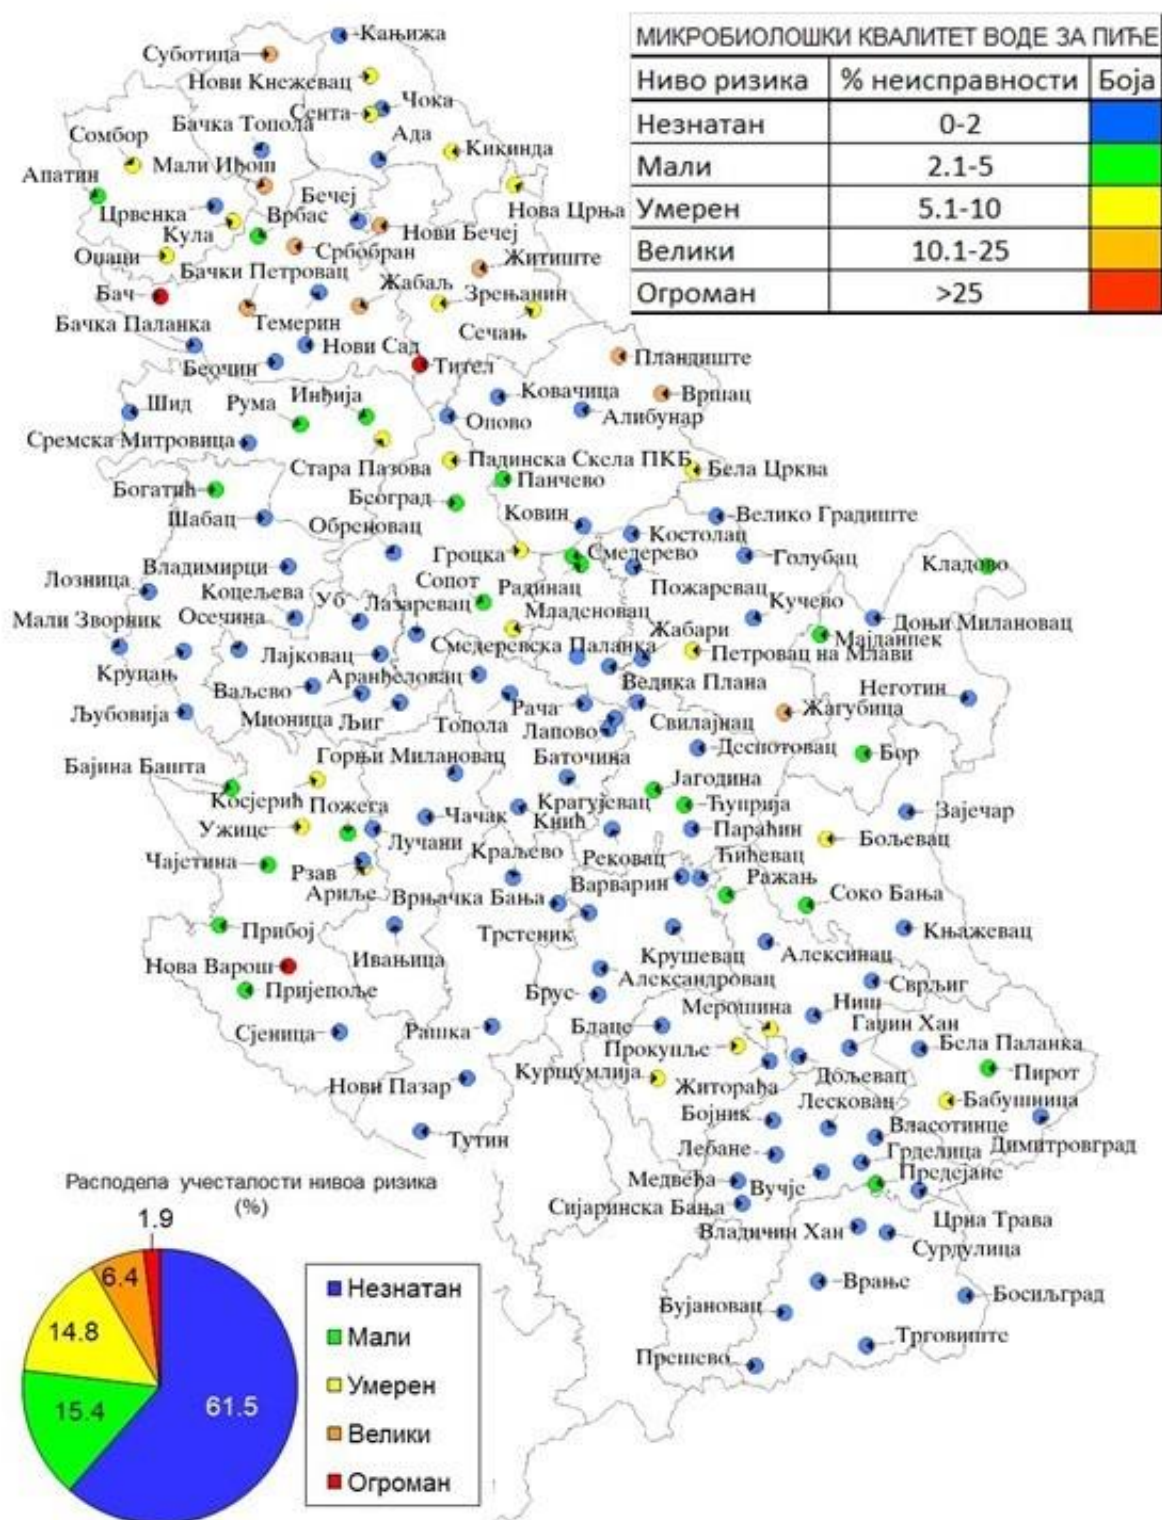 МИКРОБИОЛОШКИ КВАЛИТЕТ ВОДЕ ЗА ПИЋЕ
Ниво ризика % неисправности Боја
Незнатан 0-2
Мали 2.1-5
Умерен 5.1-10
Велики 10.1-25
Огроман >25
Кањижа
Суботица
Нови Кнежевац
Чока
Сента
Бачка Топола
Ада
Сомбор
Мали Иђош
Кикинда
Апатин
Нова Црња
Црвенка
Бечеј
Врбас
Кула
Нови Бечеј
Србобран
Оџаци
Житиште
Бачки Петровац
Жабаљ
Бач
Зрењанин
Темерин
Сечањ
Бачка Паланка
Нови Сад
Беочин
Тител
Пландиште
Ковачица
Вршац
Шид
Рума
Инђија
Опово
Алибунар
Сремска Митровица
Стара Пазова
Падинска Скела ПКБ
Бела Црква
Панчево
Богатић
Београд
Шабац
Обреновац
Ковин
Велико Градиште
Костолац
Гроцка
Смедерево
Голубац
Кладово
Лозница
Владимирци
Сопот
Радинац
Пожаревац
Коцељева
Уб
Лазаревац
Младеновац
Кучево
Мали Зворник
Осечина
Доњи Милановац
Жабари
Мајданпек
Смедеревска Паланка
Петровац на Млави
Лајковац
Крупањ
Аранђеловац
Ваљево
Велика Плана
Неготин
Љубовија
Мионица
Љиг
Топола
Рача
Жагубица
Лапово
Свилајнац
Деспотовац
Бор
Горњи Милановац
Баточина
Бајина Башта
Јагодина
Косјерић
Пожега
Крагујевац
Ћуприја
Зајечар
Чачак
Ужице
Кнић
Параћин
Лучани
Бољевац
Краљево
Рековац
Ћићевац
Чајетина
Рзав
Варварин
Ражањ
Ариље
Врњачка Бања
Соко Бања
Прибој
Трстеник
Књажевац
Ивањица
Крушевац
Алексинац
Нова Варош
Александровац
Сврљиг
Пријепоље
Брус
Мерошина
Ниш
Сјеница
Рашка
Блаце
Гаџин Хан
Прокупље
Бела Паланка
Куршумлија
Пирот
Нови Пазар
Житорађа
Дољевац
Лесковац
Бабушница
Бојник
Власотинце
Тутин
Димитровград
Лебане
Грделица
Предејане
Медвеђа
Вучје
Сијаринска Бања
Црна Трава
Владичин Хан
Сурдулица
Врање
Босиљград
Бујановац
Трговиште
Прешево
Расподела учесталости нивоа ризика
(%)
1.9
6.4
14.8
15.4
61.5
Незнатан
Мали
Умерен
Велики
Огроман